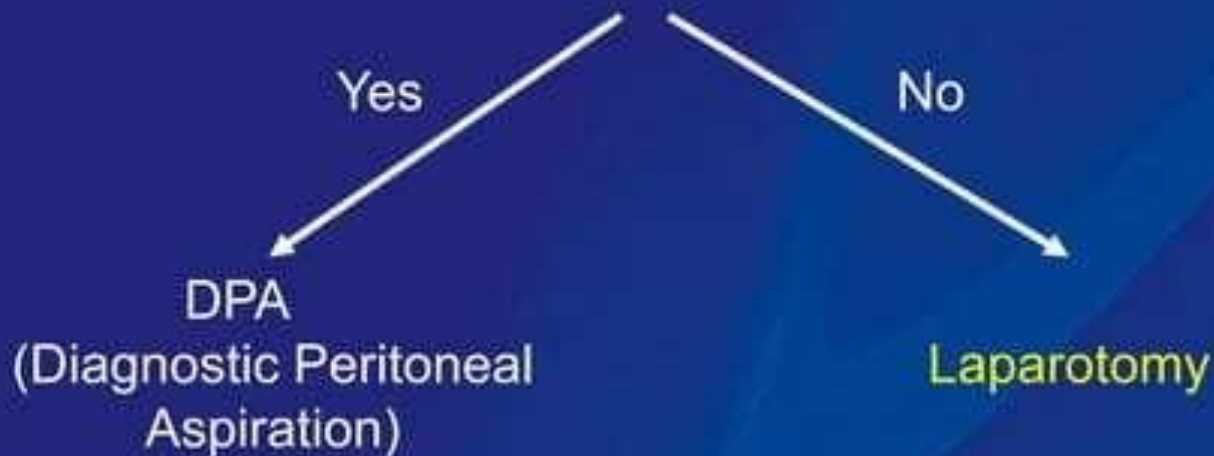 Yes
No
DPA
(Diagnostic Peritoneal
Aspiration)
Laparotomy